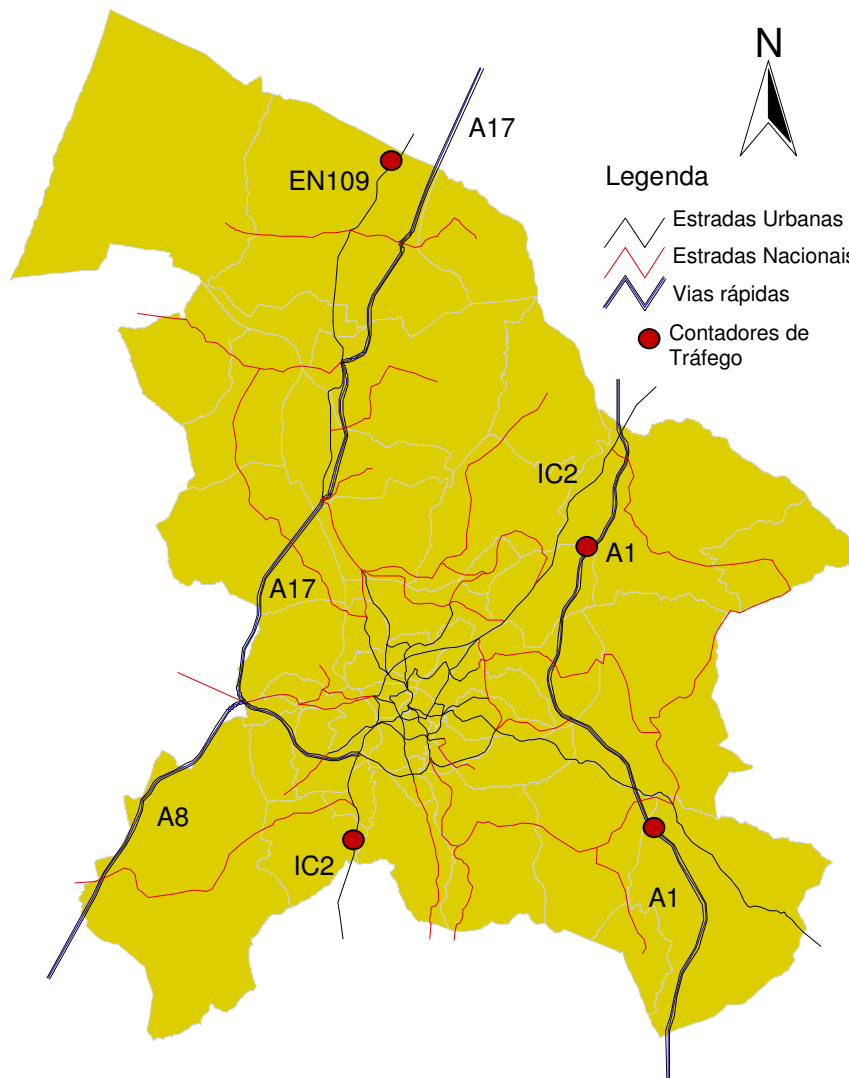 N
A17
EN109
Legenda
Estradas Urbanas
Estradas Nacionais
Vias rápidas
Contadores de
Tráfego
IC2
A1
A17
A8
IC2
A1